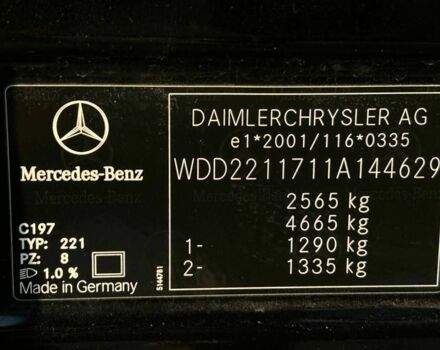 Mercedes-Benz
C197
TYP: 221
PZ: 8
1.0%
Made in Germany
5144781
DAIMLERCHRYSLER AG
e1*2001/116*0335
WDD2211711A144629
2565 kg
4665 kg
1- 1290 kg
2- 1335 kg